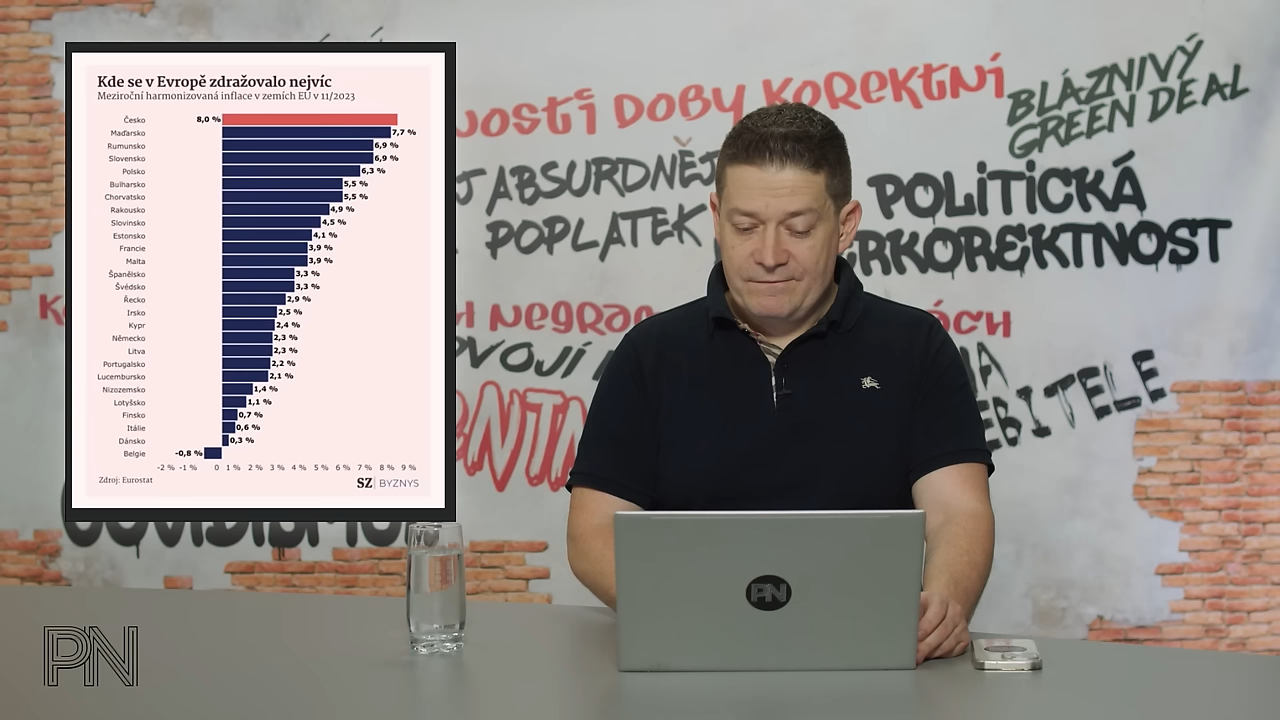 Kde se v Evropě zdražovalo nejvíc
Meziroční harmonizovaná inflace v zemích EU v 11/2023
Česko 8,0 %
Maďarsko 7,7 %
Rumunsko 6,9 %
Slovensko 6,9 %
Polsko 6,3 %
Bulharsko 5,5 %
Chorvatsko 5,5 %
Rakousko 4,9 %
Slovinsko 4,5 %
Estonsko 4,1 %
Francie 3,9 %
Malta 3,9 %
Španělsko 3,3 %
Švédsko 3,3 %
Řecko 2,9 %
Irsko 2,5 %
Kypr 2,4 %
Německo 2,3 %
Litva 2,3 %
Portugalsko 2,2 %
Lucembursko 2,1 %
Nizozemsko 1,4 %
Lotyšsko 1,1 %
Finsko 0,7 %
Itálie 0,6 %
Dánsko 0,3 %
Belgie -0,8 %
-2 % -1 % 0 1 % 2 % 3 % 4 % 5 % 6 % 7 % 8 % 9 %
Zdroj: Eurostat
SZ BYZNYS
NOSTI DOBY KOREKTNÍ
BLÁZNIVÝ
GREEN DEAL
J ABSURDNĚJ
POPLATEK
POLITICKÁ
ERKOREKTNOST
VOJÍ
EBITELE
PN
PN